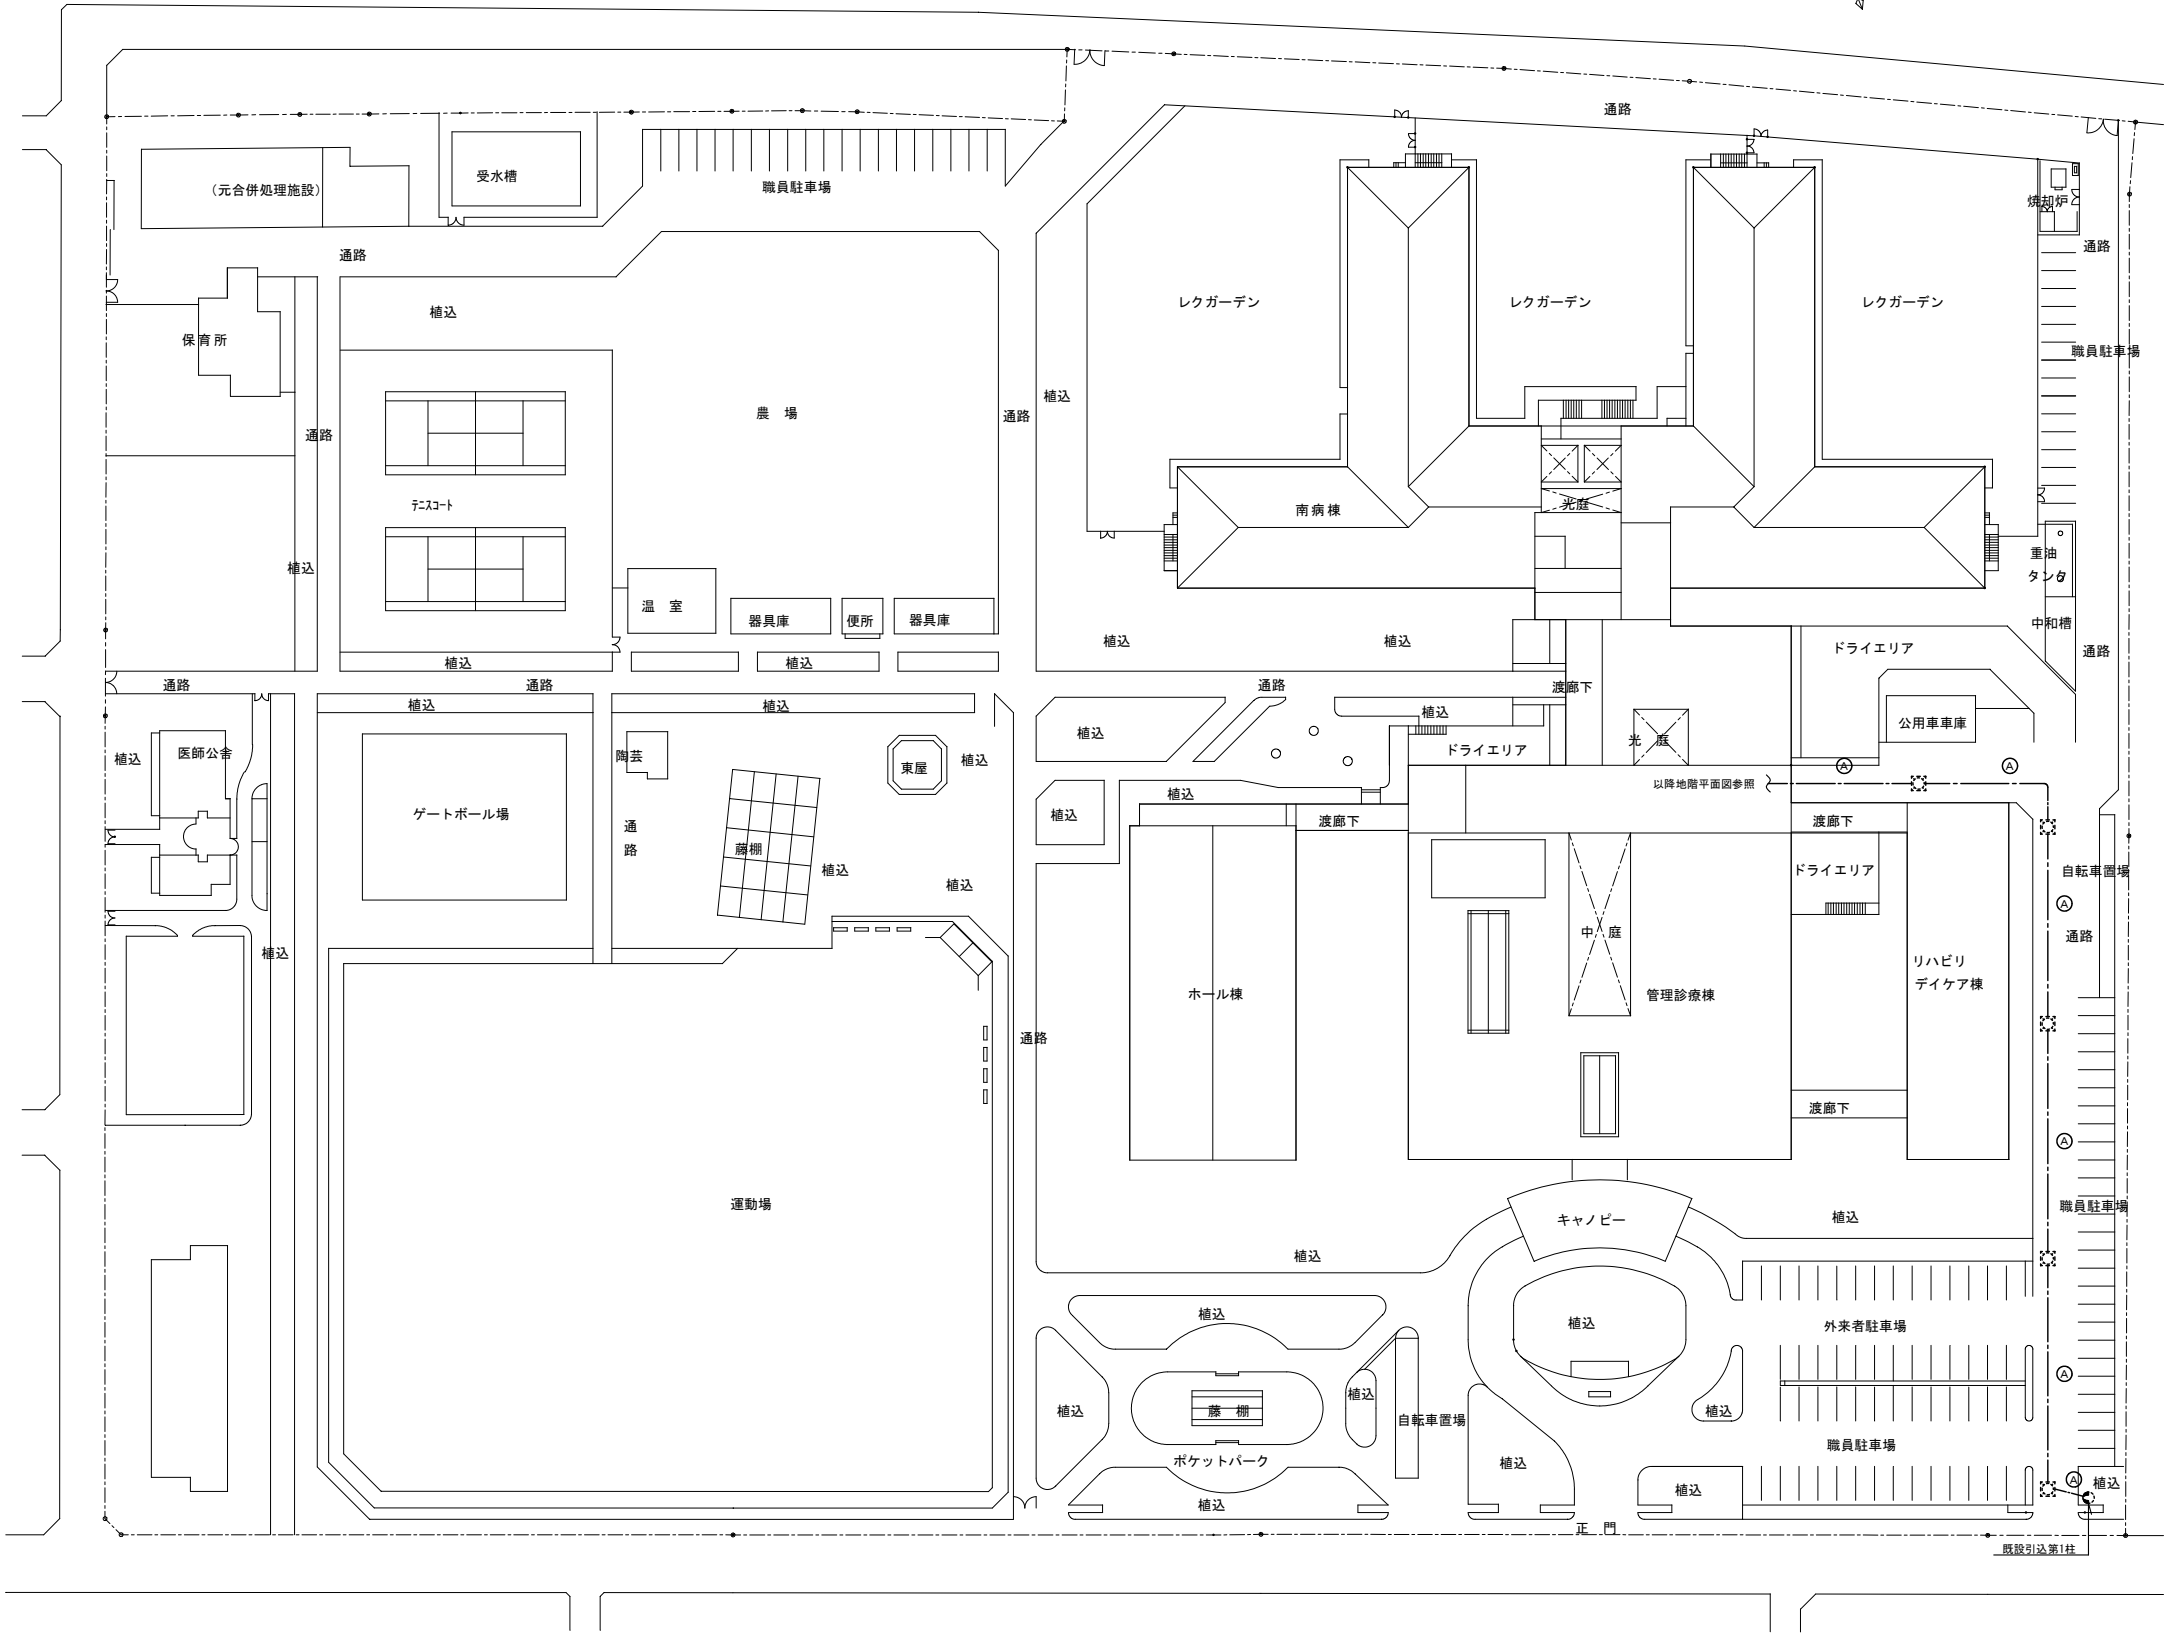 通路
(元合併処理施設)
受水槽
職員駐車場
焼却炉
通路
通路
レクガーデン
レクガーデン
レクガーデン
植込
保育所
職員駐車場
植込
農 場
通路
通路
ﾃﾆｽｺｰﾄ
南病棟
光庭
重油
タンク
植込
温 室
器具庫
便所
器具庫
中和槽
植込
植込
ドライエリア
通路
植込
植込
通路
通路
通路
渡廊下
植込
植込
植込
公用車車庫
植込
光 庭
ドライエリア
医師公舎
植込
陶芸
植込
東屋
A
A
以降地階平面図参照
植込
ゲートボール場
植込
渡廊下
渡廊下
通
路
藤棚
植込
ドライエリア
自転車置場
植込
A
中 庭
通路
植込
リハビリ
デイケア棟
ホール棟
管理診療棟
通路
渡廊下
A
運動場
職員駐車場
キャノピー
植込
植込
植込
植込
外来者駐車場
A
植込
植込
藤 棚
植込
自転車置場
職員駐車場
ポケットパーク
植込
A
植込
植込
植込
正 門
既設引込第1柱